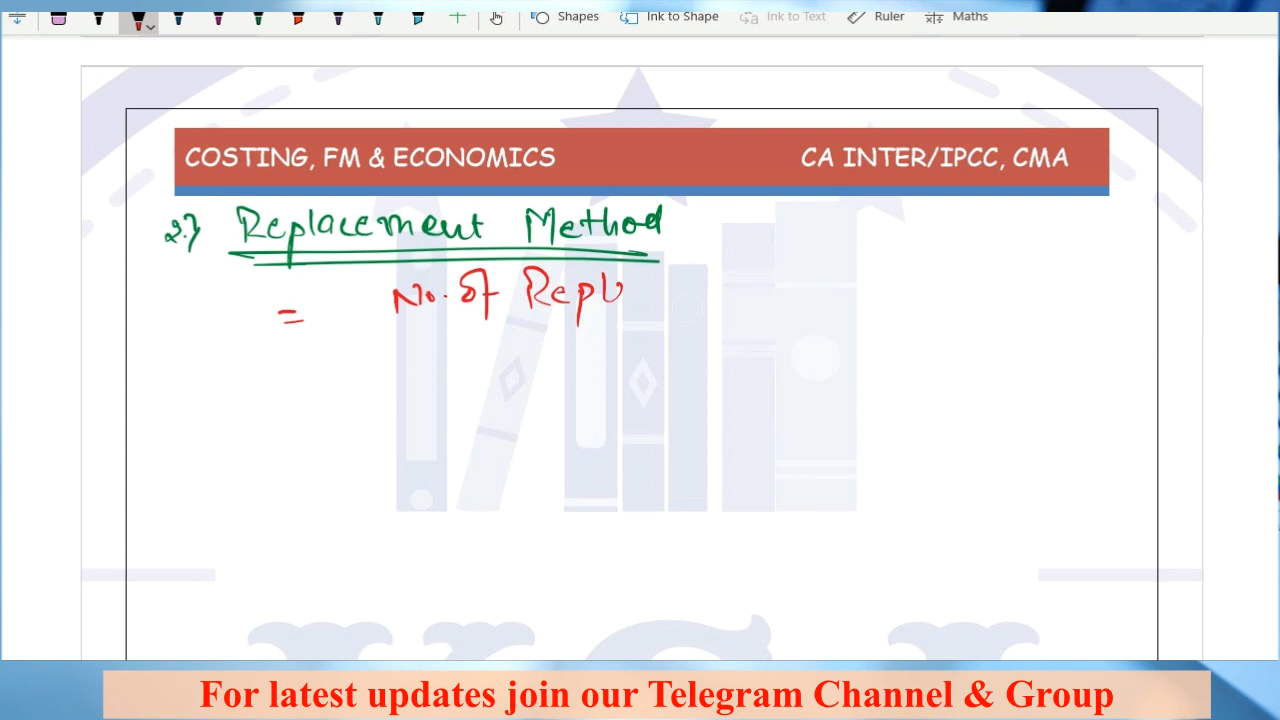 Shapes Ink to Shape Ink to Text Ruler Maths
COSTING, FM & ECONOMICS CA INTER/IPCC, CMA
2.) Replacement Method
= No. of Repl
For latest updates join our Telegram Channel & Group